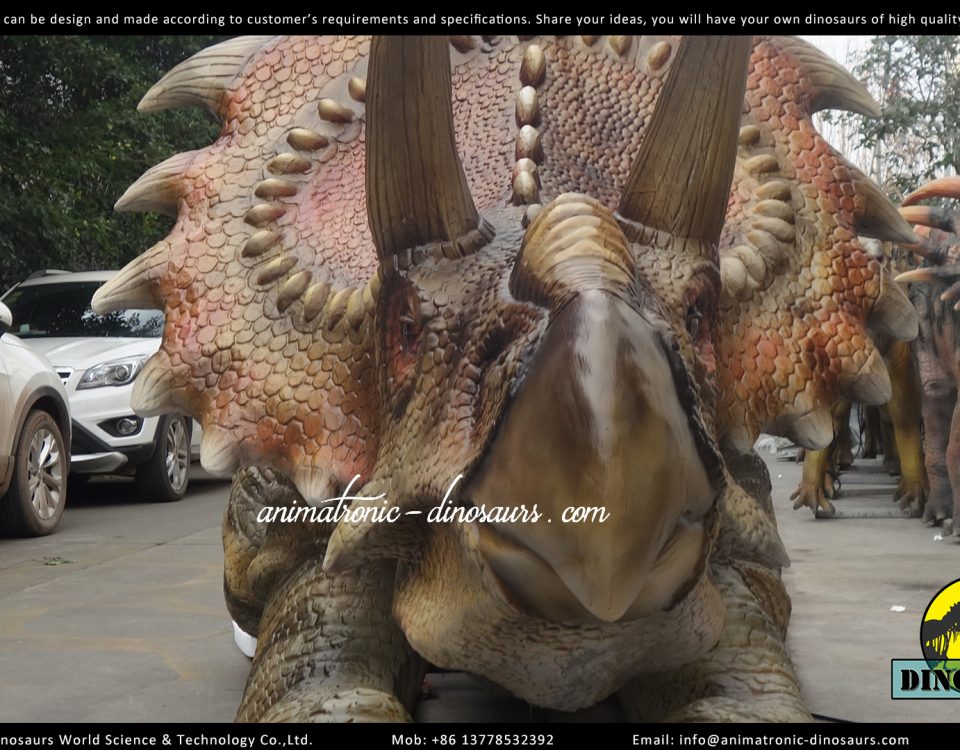 can be design and made according to customer’s requirements and specifications. Share your ideas, you will have your own dinosaurs of high quality
animatronic-dinosaurs.com
Dinosaurs World Science & Technology Co.,Ltd.
Mob: +86 13778532392
Email: info@animatronic-dinosaurs.com